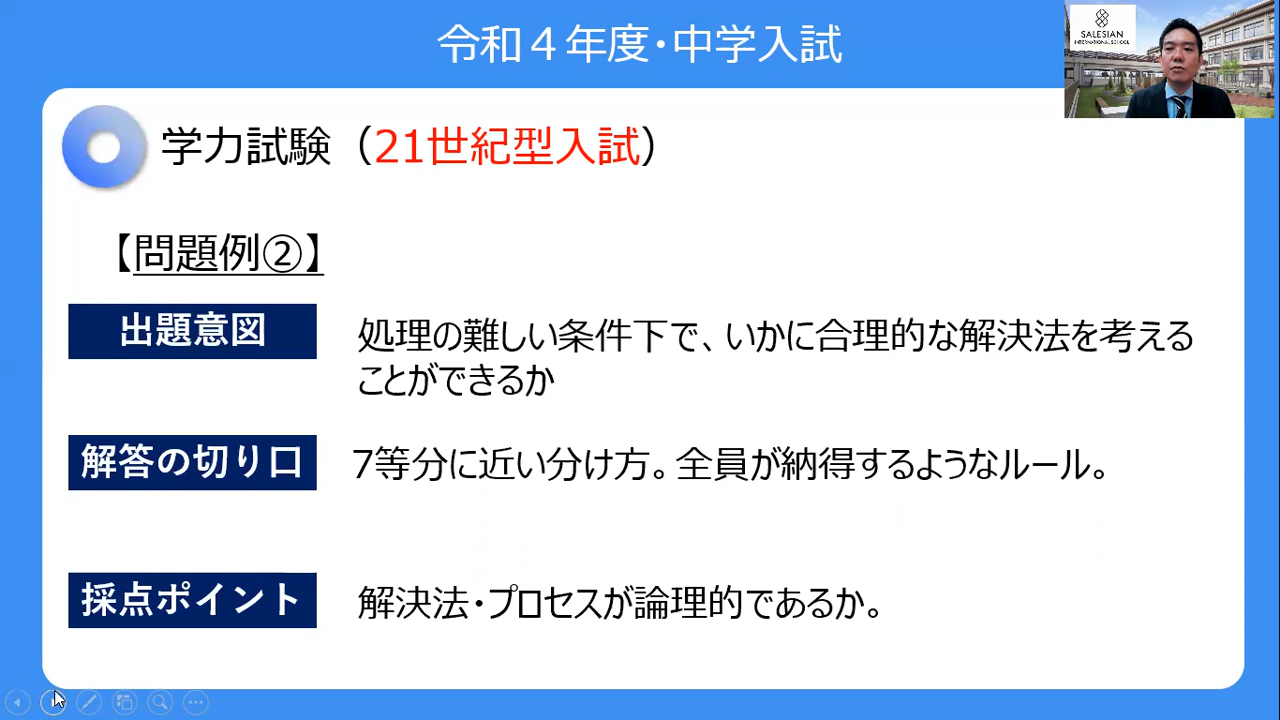 令和４年度・中学入試
SALESIAN
INTERNATIONAL SCHOOL
学力試験（21世紀型入試）
【問題例②】
出題意図
処理の難しい条件下で、いかに合理的な解決法を考える
ことができるか
解答の切り口
7等分に近い分け方。全員が納得するようなルール。
採点ポイント
解決法・プロセスが論理的であるか。